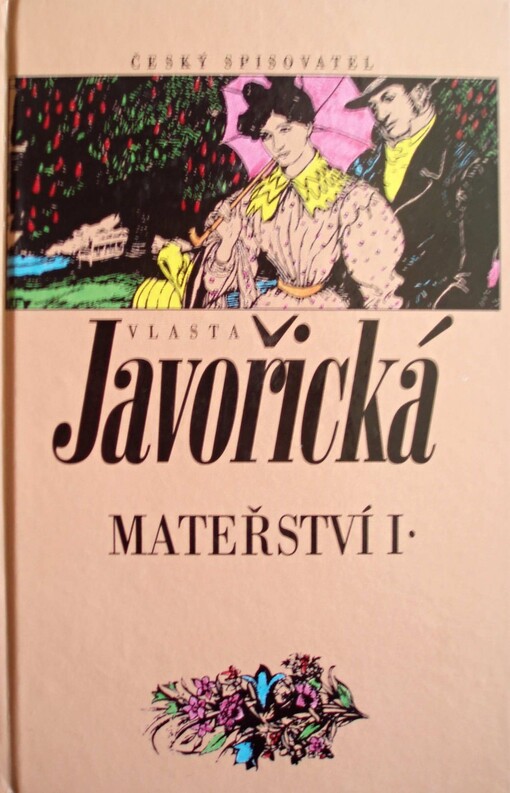 ČESKÝ SPISOVATEL
VLASTA
Javořická
MATEŘSTVÍ I·